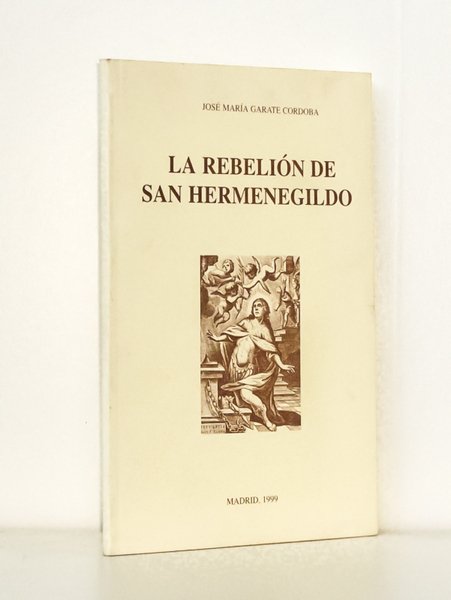 JOSÉ MARÍA GARATE CORDOBA
LA REBELIÓN DE
SAN HERMENEGILDO
MADRID, 1999